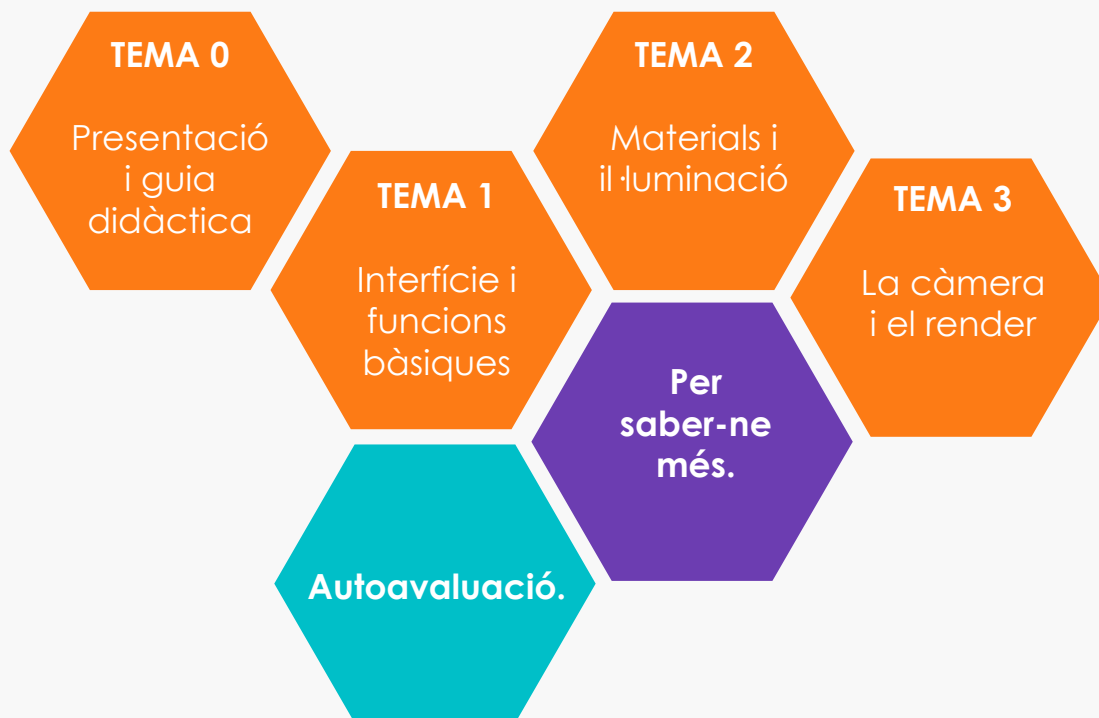 TEMA 0
Presentació
i guia
didàctica
TEMA 1
Interfície i
funcions
bàsiques
TEMA 2
Materials i
il·luminació
TEMA 3
La càmera
i el render
Per
saber-ne
més.
Autoavaluació.